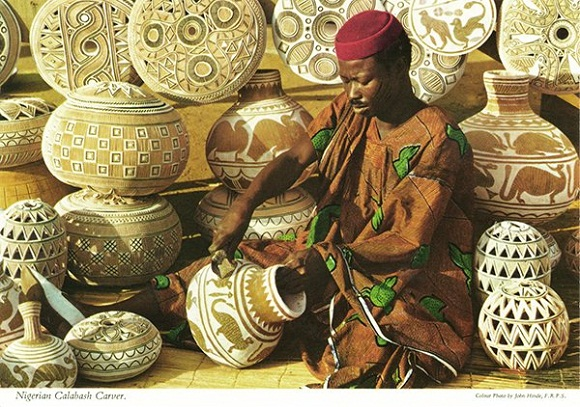 Nigerian Calabash Carver.
Colour Photo by John Hinde, F.R.P.S.